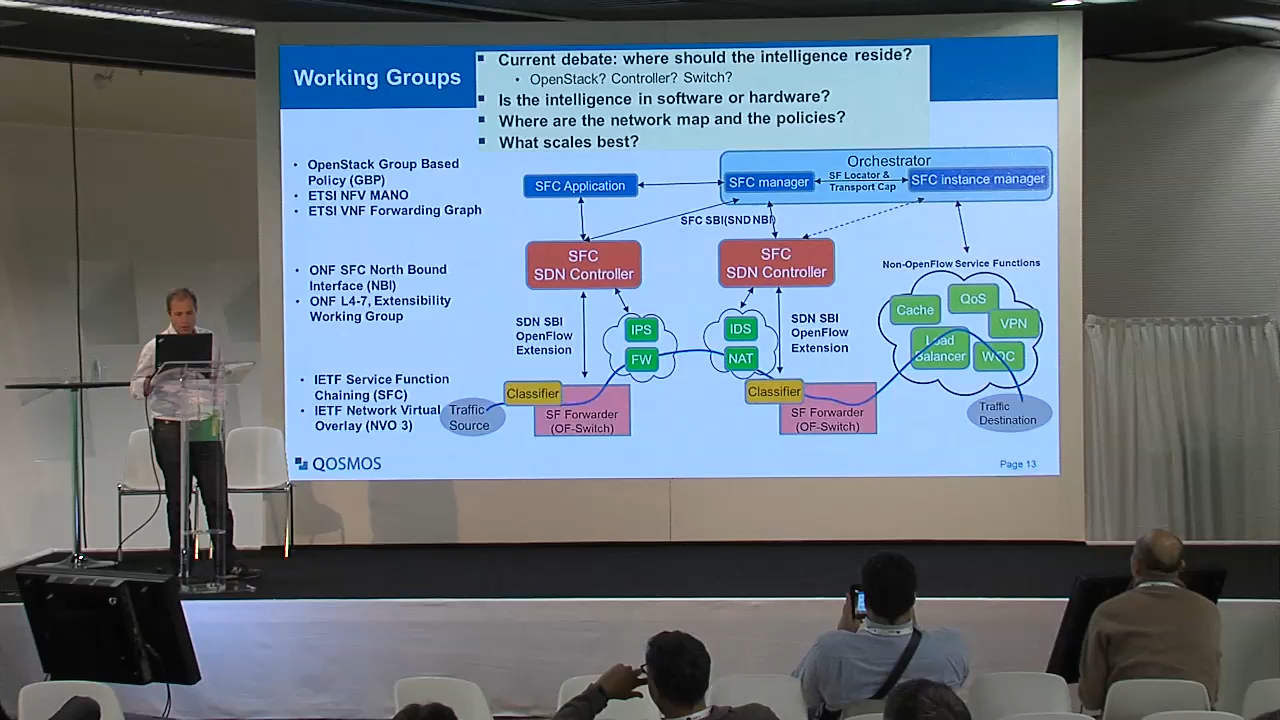 Working Groups
Current debate: where should the intelligence reside?
OpenStack? Controller? Switch?
Is the intelligence in software or hardware?
Where are the network map and the policies?
What scales best?
OpenStack Group Based
Policy (GBP)
ETSI NFV MANO
ETSI VNF Forwarding Graph
ONF SFC North Bound
Interface (NBI)
ONF L4-7, Extensibility
Working Group
IETF Service Function
Chaining (SFC)
IETF Network Virtual
Overlay (NVO 3)
Orchestrator
SFC Application
SFC manager
SF Locator &
Transport Cap
SFC instance manager
SFC SBI(SND NBI)
SFC
SDN Controller
SFC
SDN Controller
Non-OpenFlow Service Functions
SDN SBI
OpenFlow
Extension
IPS
FW
IDS
NAT
SDN SBI
OpenFlow
Extension
Cache
QoS
VPN
Load
Balancer
WOC
Traffic
Source
Classifier
SF Forwarder
(OF-Switch)
Classifier
SF Forwarder
(OF-Switch)
Traffic
Destination
QOSMOS
Page 13